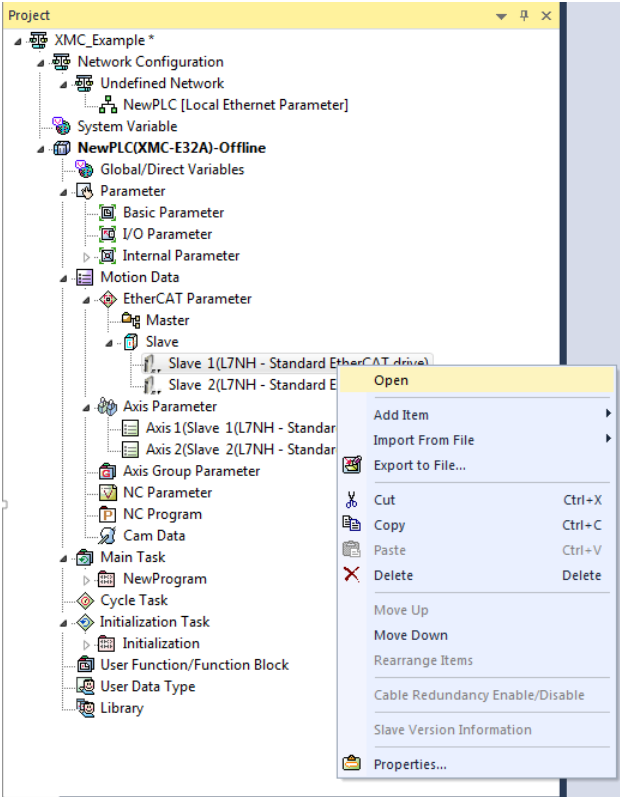 Project
XMC_Example *
Network Configuration
Undefined Network
NewPLC [Local Ethernet Parameter]
System Variable
NewPLC(XMC-E32A)-Offline
Global/Direct Variables
Parameter
Basic Parameter
I/O Parameter
Internal Parameter
Motion Data
EtherCAT Parameter
Master
Slave
Slave 1(L7NH - Standard EtherCAT drive)
Slave 2(L7NH - Standard E
Axis Parameter
Axis 1(Slave 1(L7NH - Standar
Axis 2(Slave 2(L7NH - Standar
Axis Group Parameter
NC Parameter
NC Program
Cam Data
Main Task
NewProgram
Cycle Task
Initialization Task
Initialization
User Function/Function Block
User Data Type
Library
Open
Add Item
Import From File
Export to File...
Cut Ctrl+X
Copy Ctrl+C
Paste Ctrl+V
Delete Delete
Move Up
Move Down
Rearrange Items
Cable Redundancy Enable/Disable
Slave Version Information
Properties...